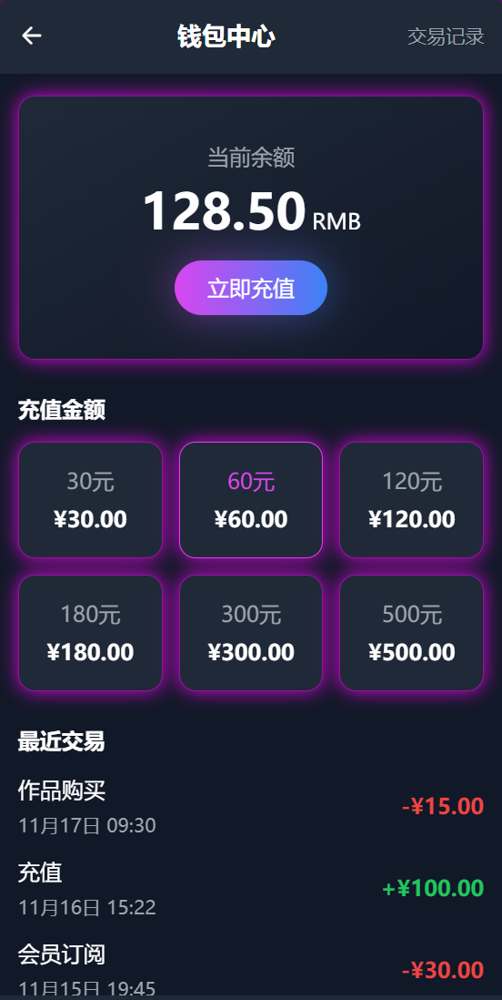 钱包中心
交易记录
当前余额
128.50 RMB
立即充值
充值金额
30元
¥30.00
60元
¥60.00
120元
¥120.00
180元
¥180.00
300元
¥300.00
500元
¥500.00
最近交易
作品购买
11月17日 09:30
-¥15.00
充值
11月16日 15:22
+¥100.00
会员订阅
11月15日 19:45
-¥30.00